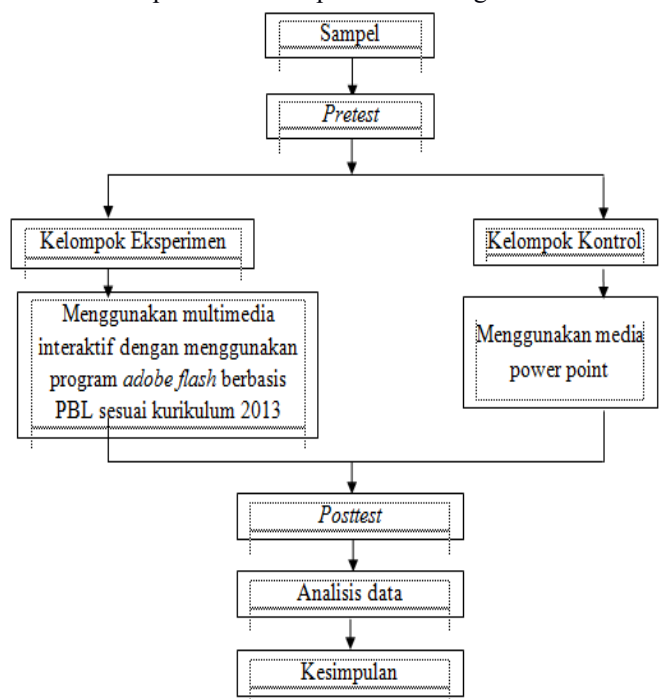 Sampel
Pretest
Kelompok Eksperimen
Kelompok Kontrol
Menggunakan multimedia
interaktif dengan menggunakan
program adobe flash berbasis
PBL sesuai kurikulum 2013
Menggunakan media
power point
Posttest
Analisis data
Kesimpulan